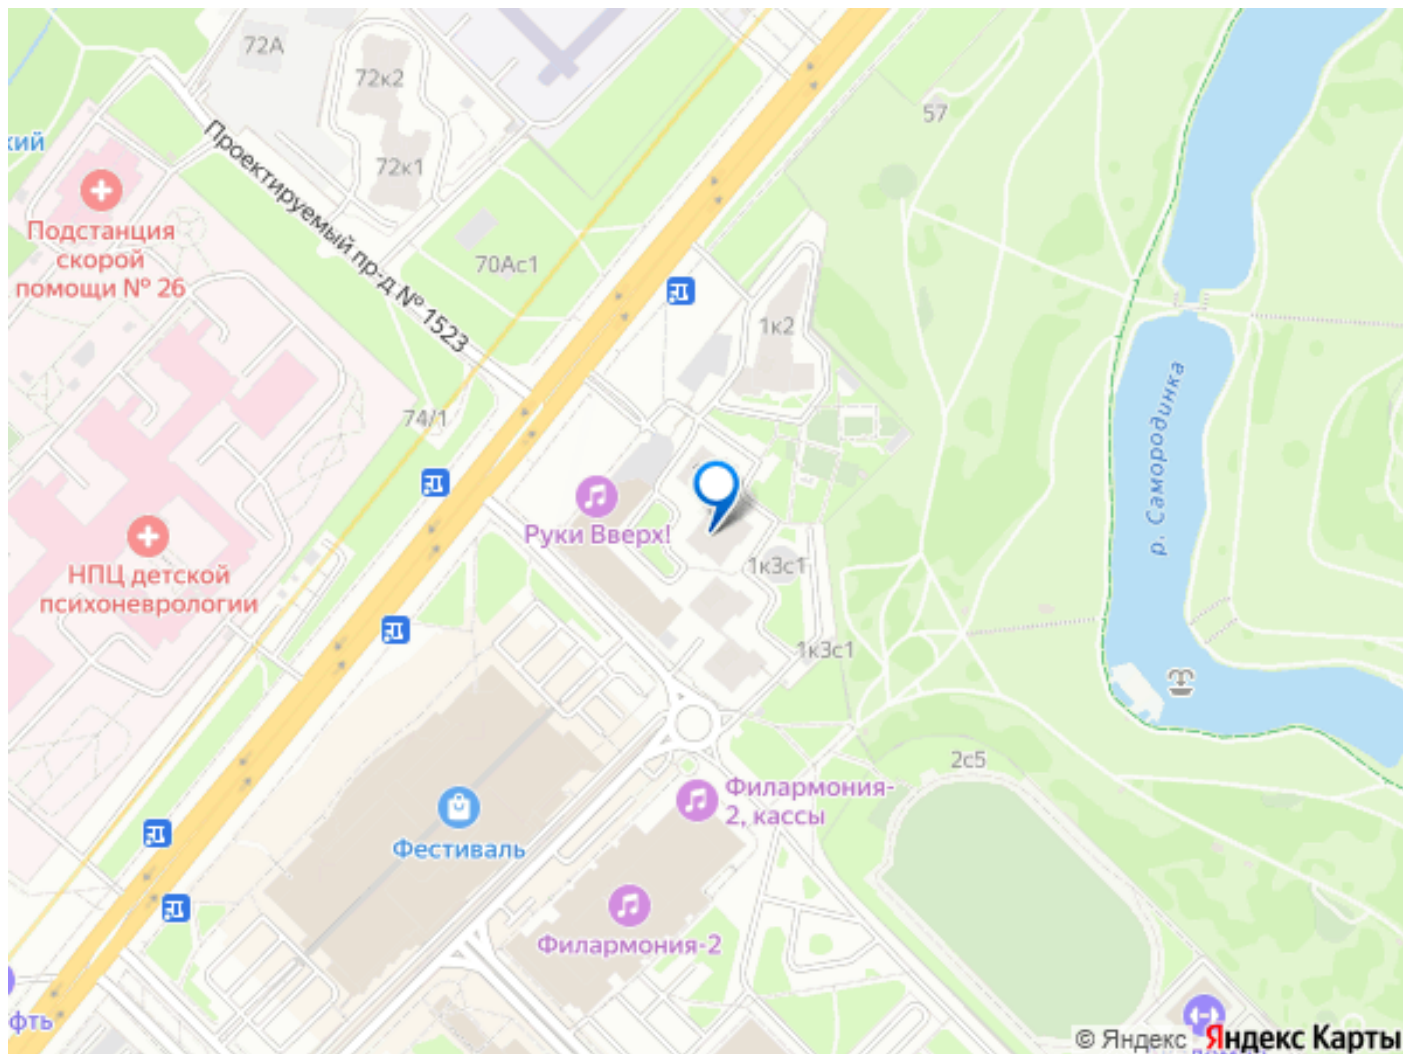 72А
72к2
57
кий
72к1
Проектируемый пр-д № 1523
Подстанция
скорой
помощи № 26
70Ас1
1к2
р. Самородинка
74/1
Руки Вверх!
1к3с1
НПЦ детской
психоневрологии
1к3с1
2с5
Филармония-
2, кассы
Фестиваль
Филармония-2
фть
© Яндекс Яндекс Карты